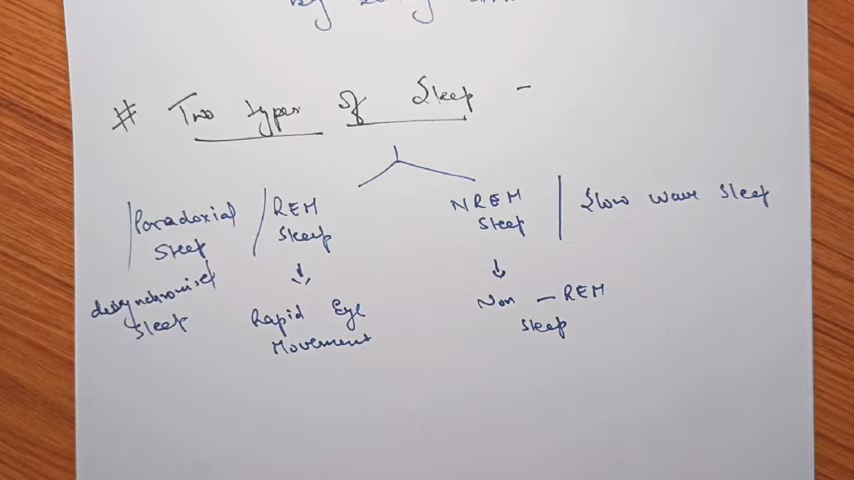 # Two types of Sleep -
Paradoxial
Sleep
desynchronised
Sleep
REM
Sleep
Rapid Eye
Movement
NREM
Sleep
Non - REM
Sleep
Slow wave Sleep